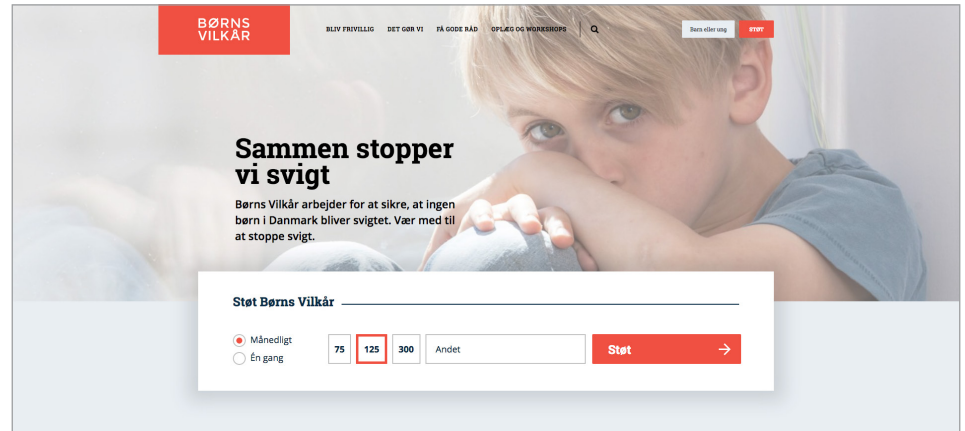 BØRNS
VILKÅR
BLIV FRIVILLIG DET GØR VI FÅ GODE RÅD OPLÆG OG WORKSHOPS
Barn eller ung STØT
Sammen stopper
vi svigt
Børns Vilkår arbejder for at sikre, at ingen
børn i Danmark bliver svigtet. Vær med til
at stoppe svigt.
Støt Børns Vilkår
Månedligt
Én gang
75 125 300 Andet Støt